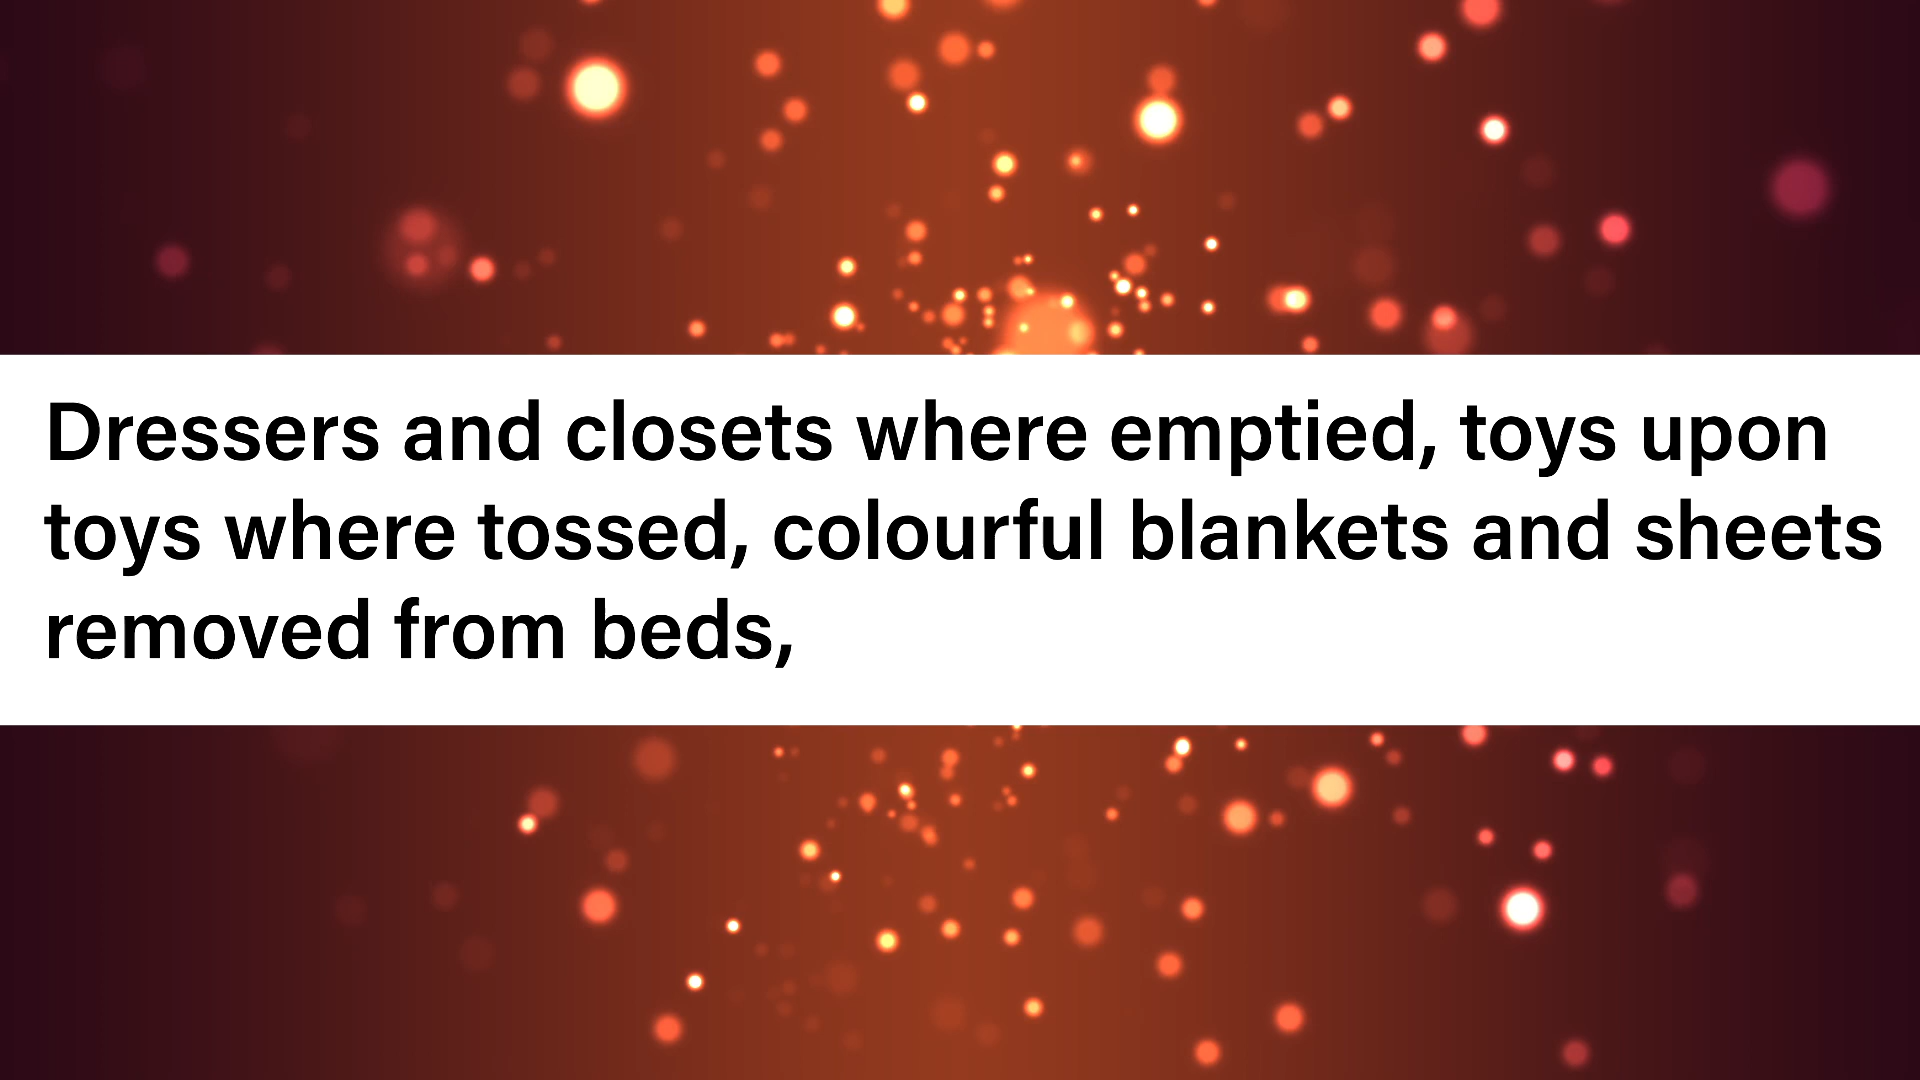 Dressers and closets where emptied, toys upon
toys where tossed, colourful blankets and sheets
removed from beds,